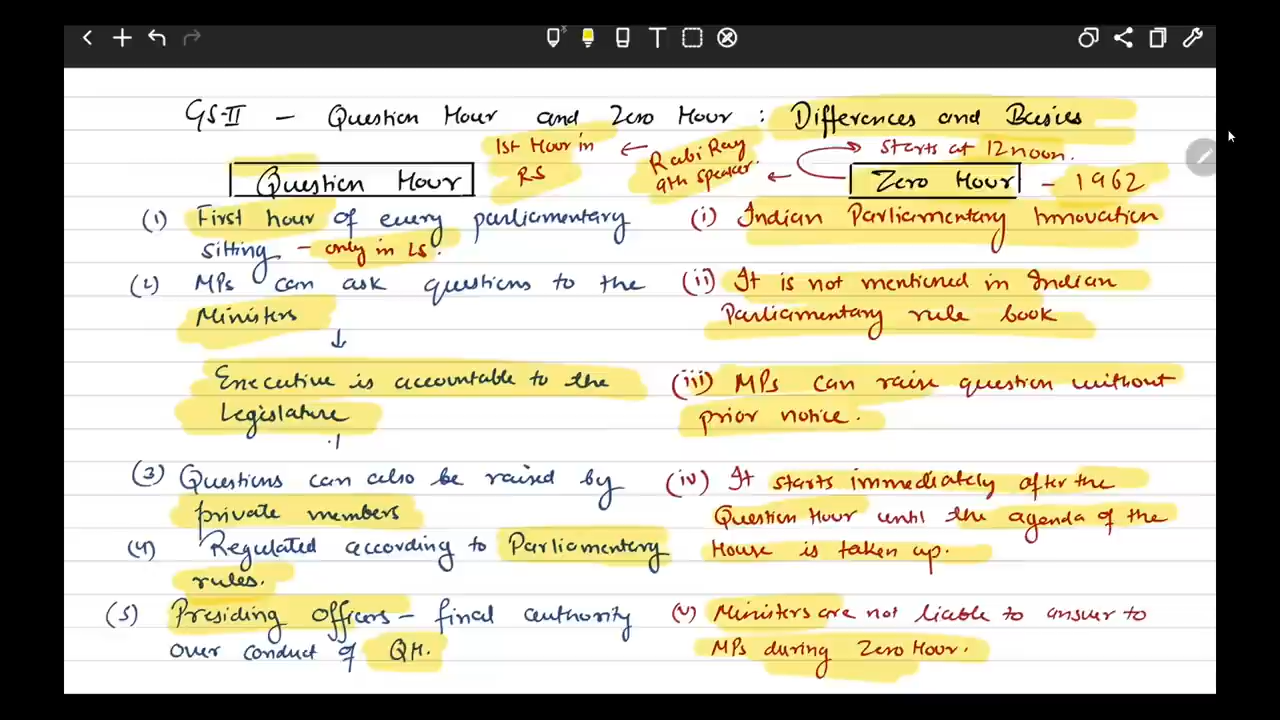 GS-II - Question Hour and Zero Hour : Differences and Basics
1st Hour in
RS
Rabi Ray
9th Speaker.
starts at 12 noon.
Question Hour
(1) First hour of every parliamentary
sitting - only in LS.
(2) MPs can ask questions to the
Ministers
Executive is accountable to the
Legislature
(3) Questions can also be raised by
private members
(4) Regulated according to Parliamentary
rules.
(5) Presiding officers - final authority
over conduct of QH.
Zero Hour - 1962
(i) Indian Parliamentary Innovation
(ii) It is not mentioned in Indian
Parliamentary rule book
(iii) MPs can raise question without
prior notice.
(iv) It starts immediately after the
Question Hour until the agenda of the
House is taken up.
(v) Ministers are not liable to answer to
MPs during Zero Hour.